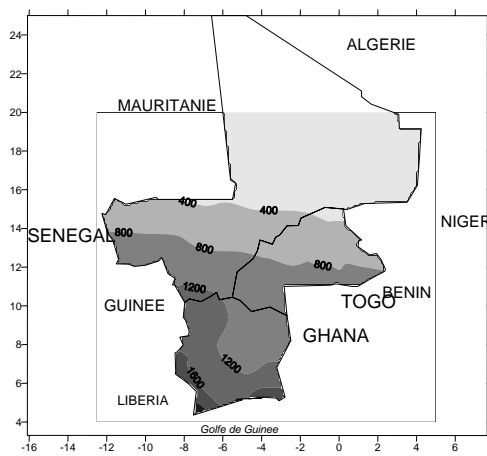 24
ALGERIE
22
20
MAURITANIE
18
16
400
400
14
800
SENEGAL
NIGER
800
12
800
1200
BENIN
10
GUINEE
TOGO
GHANA
8
1200
1600
6
LIBERIA
4
Golfe de Guinee
-16 -14 -12 -10 -8 -6 -4 -2 0 2 4 6